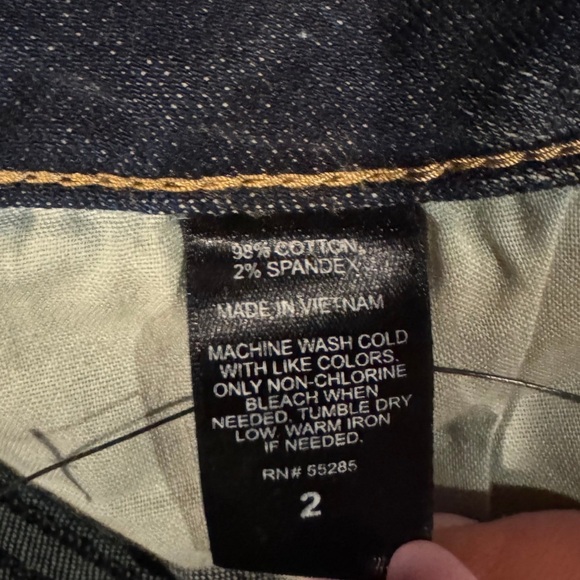 98% COTTON,
2% SPANDEX
MADE IN VIETNAM
MACHINE WASH COLD
WITH LIKE COLORS.
ONLY NON-CHLORINE
BLEACH WHEN
NEEDED. TUMBLE DRY
LOW. WARM IRON
IF NEEDED.
RN# 55285
2